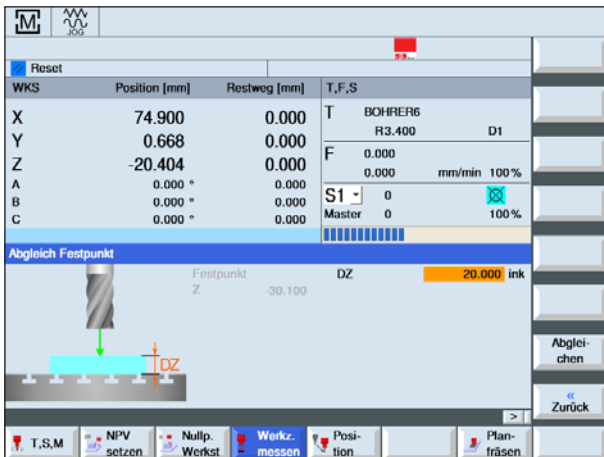 M JOG
Reset
WKS Position [mm] Restweg [mm] T,F,S
X 74.900 0.000 T BOHRER6
R3.400 D1
Y 0.668 0.000
F 0.000
Z -20.404 0.000
0.000 mm/min 100%
A 0.000 ° 0.000
B 0.000 ° 0.000 S1 0
C 0.000 ° 0.000 Master 0 100%
Abgleich Festpunkt
Festpunkt DZ 20.000 ink
Z -30.100
DZ
Abglei-
chen
«
Zurück
>
T,S,M
NPV
setzen
Nullp.
Werkst
Werkz.
messen
Posi-
tion
Plan-
fräsen